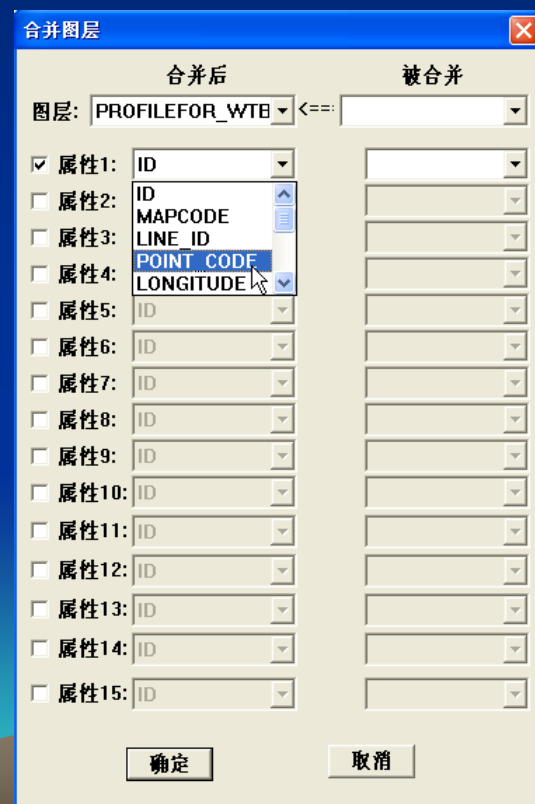 合并图层
合并后 被合并
图层: PROFILEFOR_WTB <==
属性1: ID
属性2: ID
MAPCODE
属性3: LINE_ID
属性4: POINT_CODE
LONGITUDE
属性5: ID
属性6: ID
属性7: ID
属性8: ID
属性9: ID
属性10: ID
属性11: ID
属性12: ID
属性13: ID
属性14: ID
属性15: ID
确定 取消